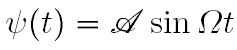 ψ(t) = 𝒜 sin Ωt